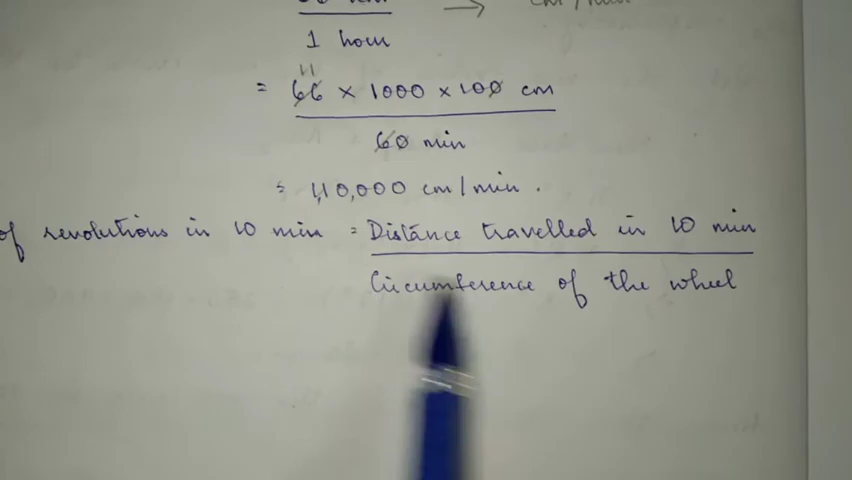 1 hour
11
= 66 × 1000 × 100 cm
60 min
= 1,10,000 cm/min.
of revolutions in 10 min = Distance travelled in 10 min
Circumference of the wheel